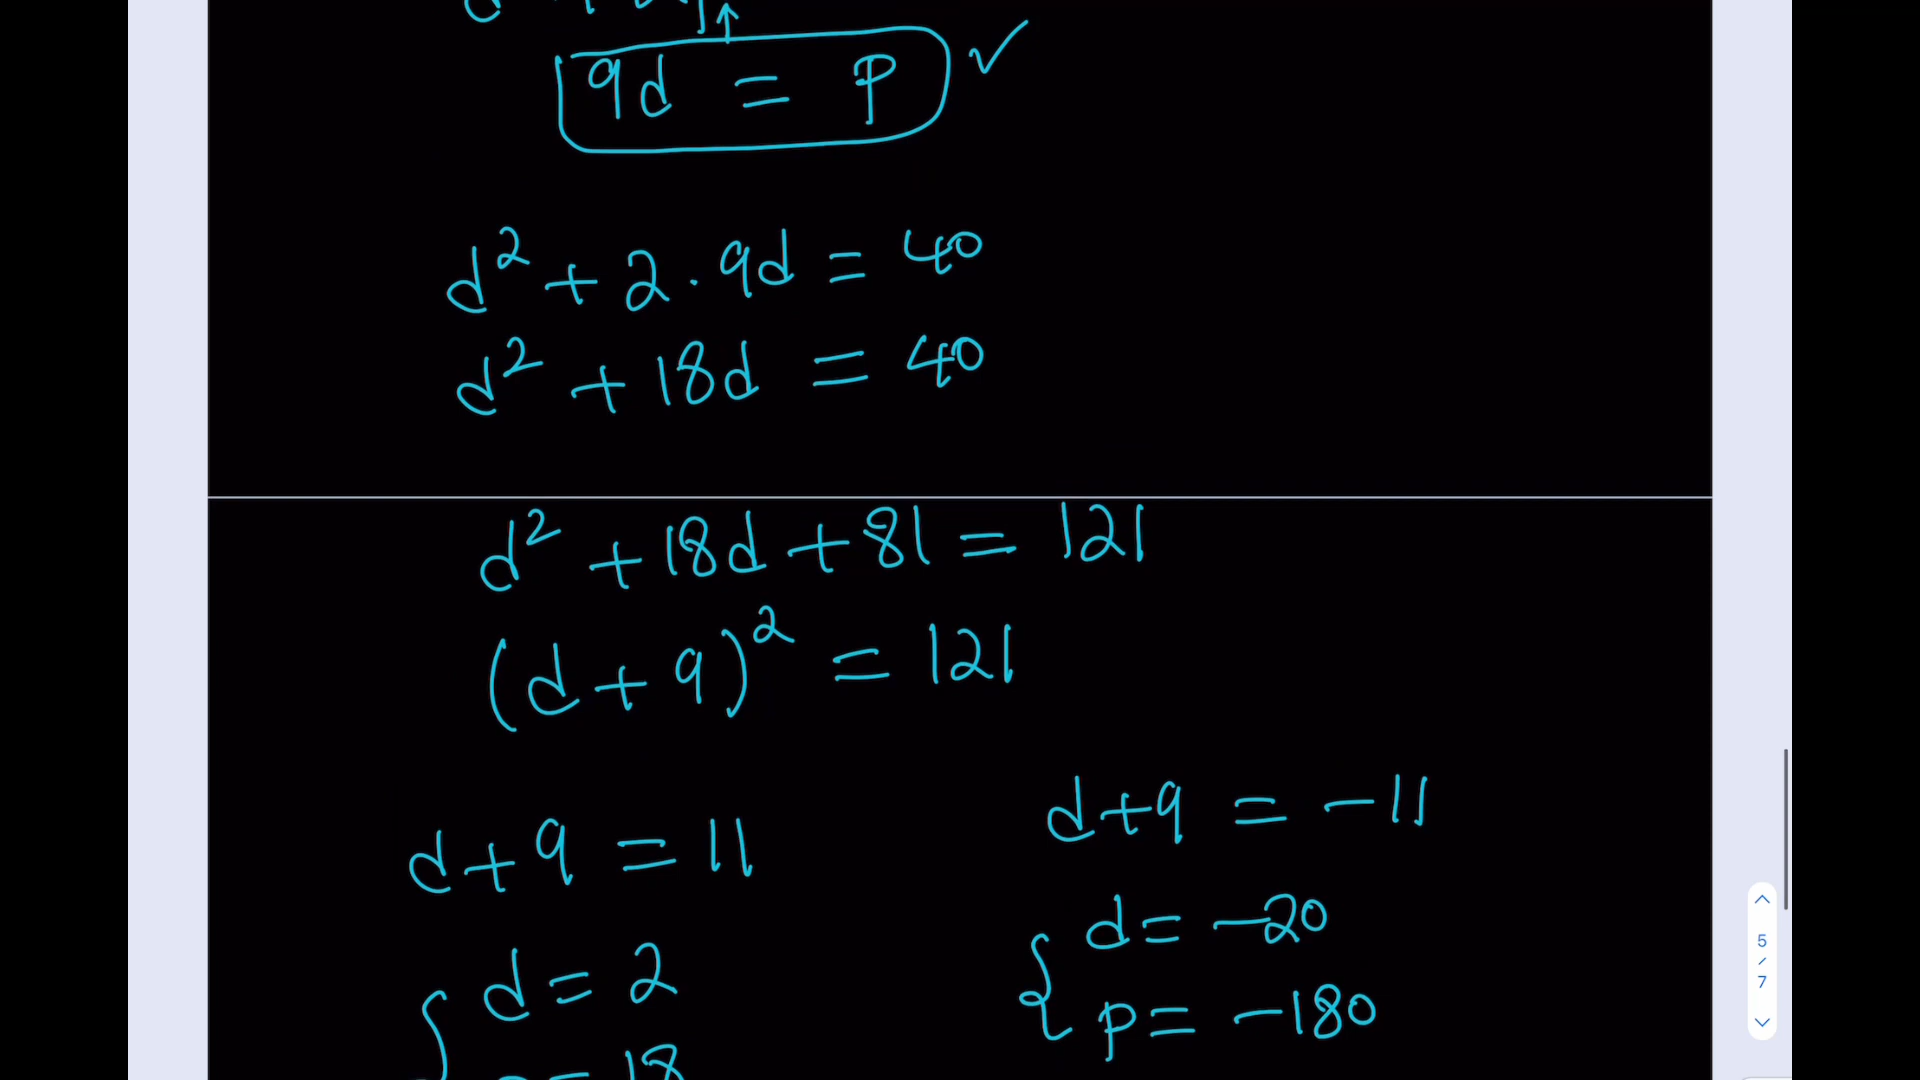 9d = p ✓
d² + 2 · 9d = 40
d² + 18d = 40
d² + 18d + 81 = 121
(d + 9)² = 121
d + 9 = 11
d + 9 = -11
d = 2
d = -20
p = -180
= 18
5
/
7